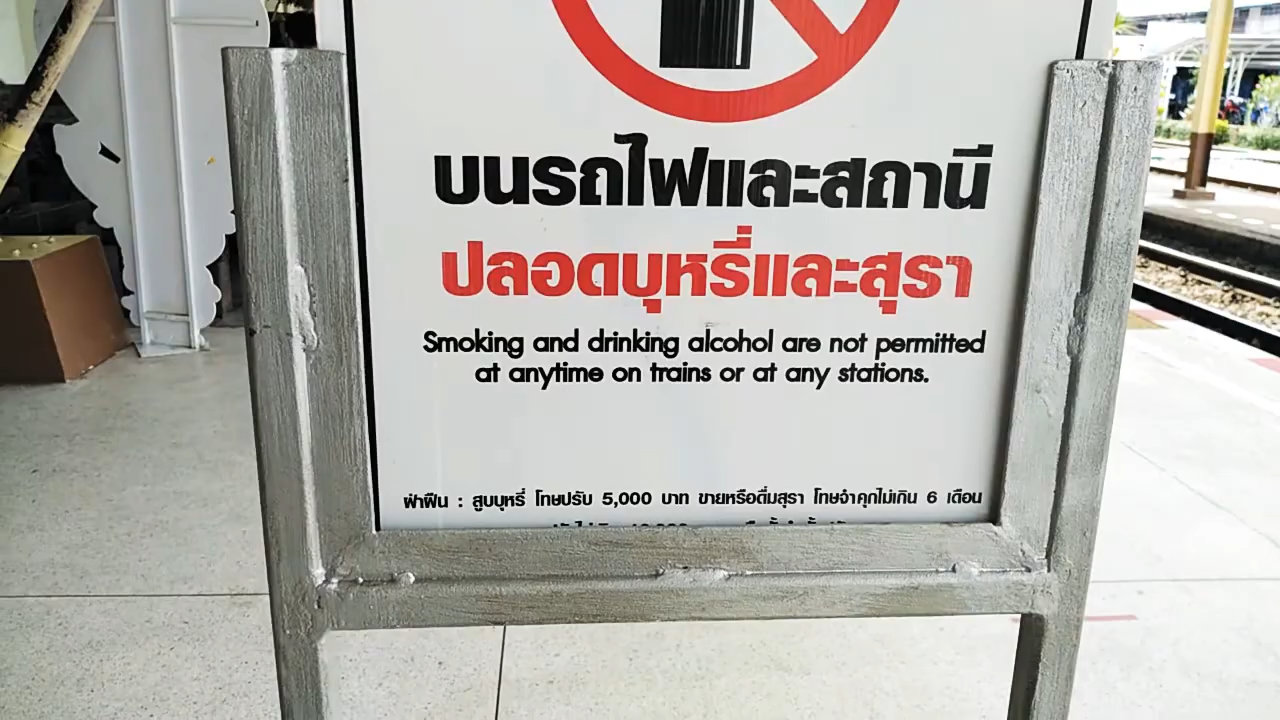 บนรถไฟและสถานี
ปลอดบุหรี่และสุรา
Smoking and drinking alcohol are not permitted
at anytime on trains or at any stations.
ฝ่าฝืน : สูบบุหรี่ โทษปรับ 5,000 บาท ขายหรือดื่มสุรา โทษจำคุกไม่เกิน 6 เดือน